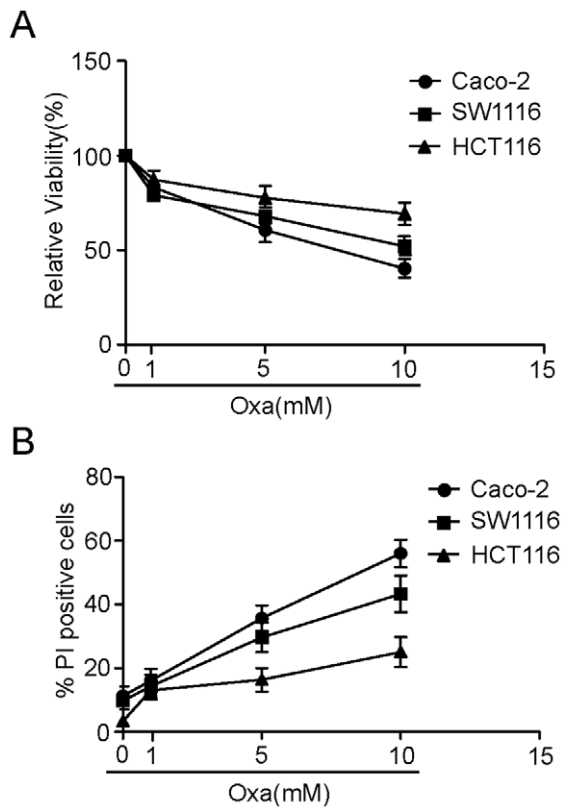 A
150
100
50
0
Relative Viability(%)
Caco-2
SW1116
HCT116
0 1 5 10 15
Oxa(mM)
B
80
60
40
20
0
% PI positive cells
Caco-2
SW1116
HCT116
0 1 5 10 15
Oxa(mM)